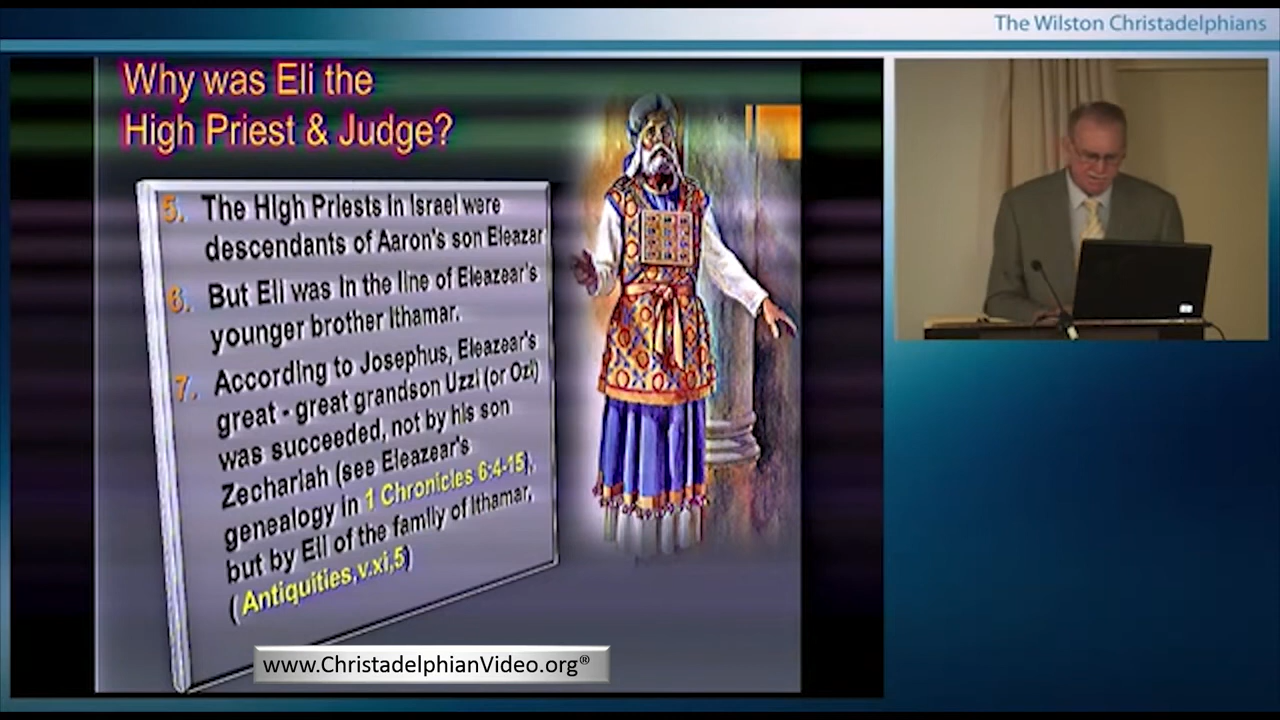 The Wilston Christadelphians
Why was Eli the
High Priest & Judge?
5. The High Priests in Israel were
descendants of Aaron's son Eleazar
6. But Eli was in the line of Eleazear's
younger brother Ithamar.
7. According to Josephus, Eleazear's
great - great grandson Uzzi (or Ozi)
was succeeded, not by his son
Zechariah (see Eleazear's
genealogy in 1 Chronicles 6:4-15),
but by Eli of the family of Ithamar.
(Antiquities,v.xi,5)
www.ChristadelphianVideo.org®